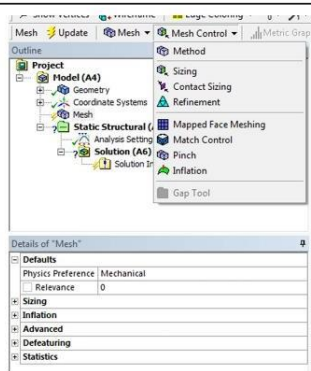 Show Vertices Wireframe Edge Coloring
Mesh Update Mesh Mesh Control Metric Grap
Outline
Method
Project
Model (A4)
Sizing
Geometry
Contact Sizing
Coordinate Systems
Refinement
Mesh
Static Structural (
Mapped Face Meshing
Analysis Setting
Match Control
Solution (A6)
Pinch
Solution In
Inflation
Gap Tool
Details of "Mesh"
Defaults
Physics Preference Mechanical
Relevance 0
Sizing
Inflation
Advanced
Defeaturing
Statistics